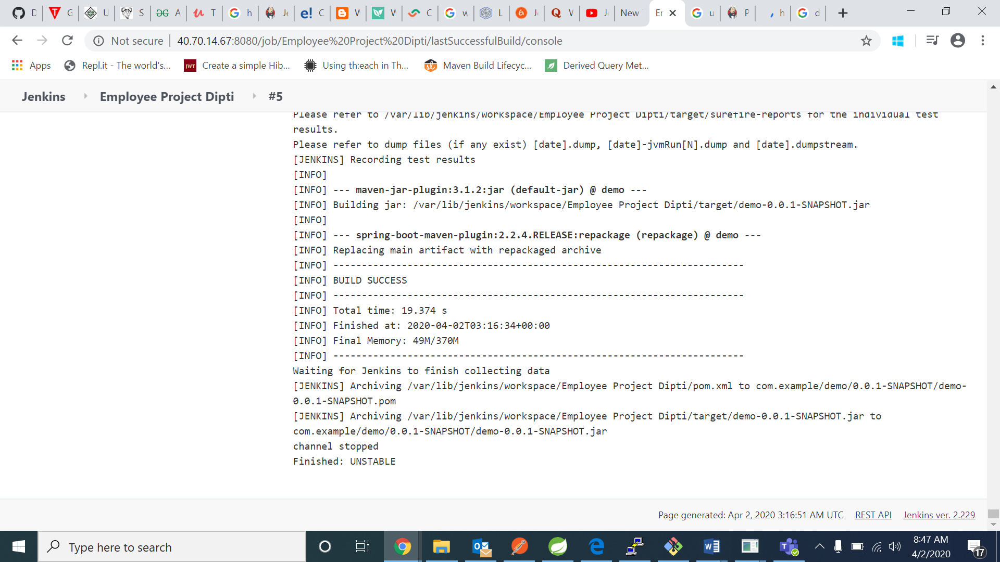 D
G
U
S
A
T
h
Je
C
W
W
C
w
L
Jo
W
Jo
New
Er
u
P
h
d
Not secure
40.70.14.67:8080/job/Employee%20Project%20Dipti/lastSuccessfulBuild/console
Apps
Repl.it - The world's...
JWT
Create a simple Hib...
Using th:each in Th...
Maven Build Lifecyc...
Derived Query Met...
Jenkins
Employee Project Dipti
#5
Please refer to /var/lib/jenkins/workspace/Employee Project Dipti/target/surefire-reports for the individual test
results.
Please refer to dump files (if any exist) [date].dump, [date]-jvmRun[N].dump and [date].dumpstream.
[JENKINS] Recording test results
[INFO]
[INFO] --- maven-jar-plugin:3.1.2:jar (default-jar) @ demo ---
[INFO] Building jar: /var/lib/jenkins/workspace/Employee Project Dipti/target/demo-0.0.1-SNAPSHOT.jar
[INFO]
[INFO] --- spring-boot-maven-plugin:2.2.4.RELEASE:repackage (repackage) @ demo ---
[INFO] Replacing main artifact with repackaged archive
[INFO] ------------------------------------------------------------------------
[INFO] BUILD SUCCESS
[INFO] ------------------------------------------------------------------------
[INFO] Total time: 19.374 s
[INFO] Finished at: 2020-04-02T03:16:34+00:00
[INFO] Final Memory: 49M/370M
[INFO] ------------------------------------------------------------------------
Waiting for Jenkins to finish collecting data
[JENKINS] Archiving /var/lib/jenkins/workspace/Employee Project Dipti/pom.xml to com.example/demo/0.0.1-SNAPSHOT/demo-
0.0.1-SNAPSHOT.pom
[JENKINS] Archiving /var/lib/jenkins/workspace/Employee Project Dipti/target/demo-0.0.1-SNAPSHOT.jar to
com.example/demo/0.0.1-SNAPSHOT/demo-0.0.1-SNAPSHOT.jar
channel stopped
Finished: UNSTABLE
Page generated: Apr 2, 2020 3:16:51 AM UTC
REST API
Jenkins ver. 2.229
Type here to search
8:47 AM
4/2/2020
17